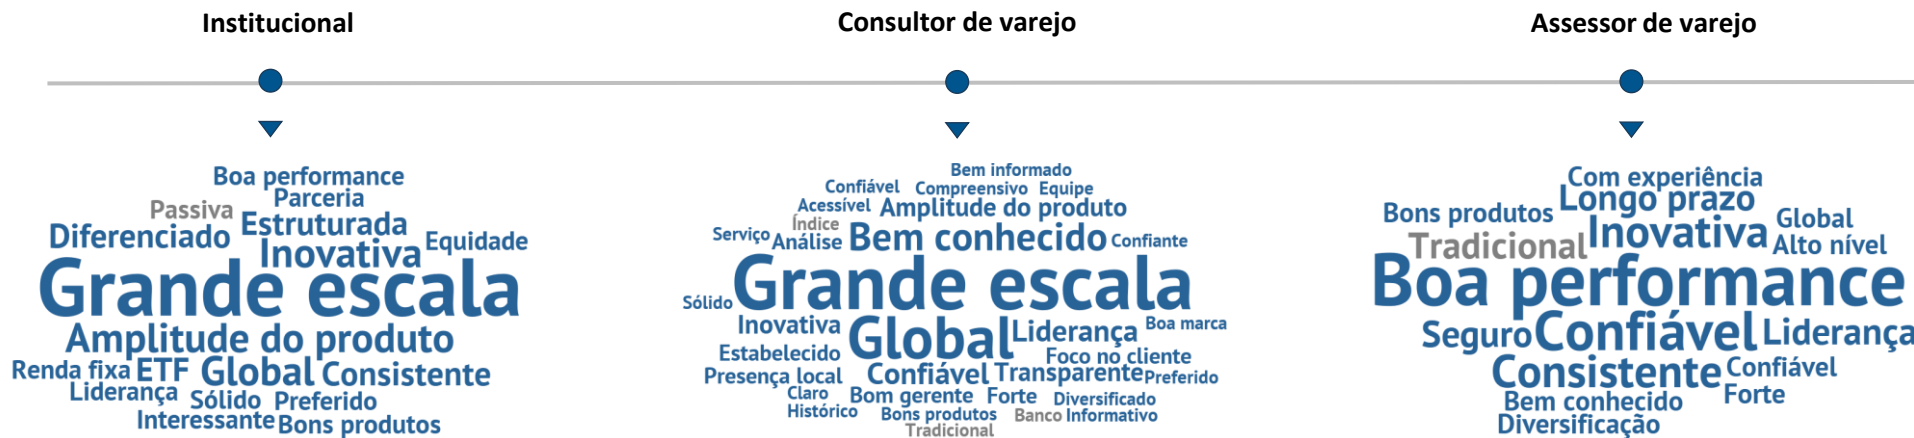 Institucional
Boa performance
Parceria
Passiva
Estruturada
Diferenciado
Inovativa
Equidade
Grande escala
Amplitude do produto
Renda fixa
ETF
Global
Consistente
Liderança
Sólido
Preferido
Interessante
Bons produtos
Consultor de varejo
Bem informado
Confiável
Compreensivo
Equipe
Acessível
Amplitude do produto
Índice
Serviço
Análise
Bem conhecido
Confiante
Grande escala
Sólido
Inovativa
Global
Liderança
Boa marca
Estabelecido
Foco no cliente
Presença local
Confiável
Transparente
Preferido
Claro
Bom gerente
Forte
Diversificado
Histórico
Bons produtos
Banco
Informativo
Tradicional
Assessor de varejo
Com experiência
Longo prazo
Bons produtos
Global
Inovativa
Tradicional
Alto nível
Boa performance
Seguro
Confiável
Liderança
Consistente
Confiável
Forte
Bem conhecido
Diversificação